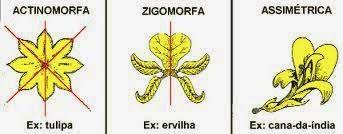 ACTINOMORFA
Ex: tulipa
ZIGOMORFA
Ex: ervilha
ASSIMÉTRICA
Ex: cana-da-índia